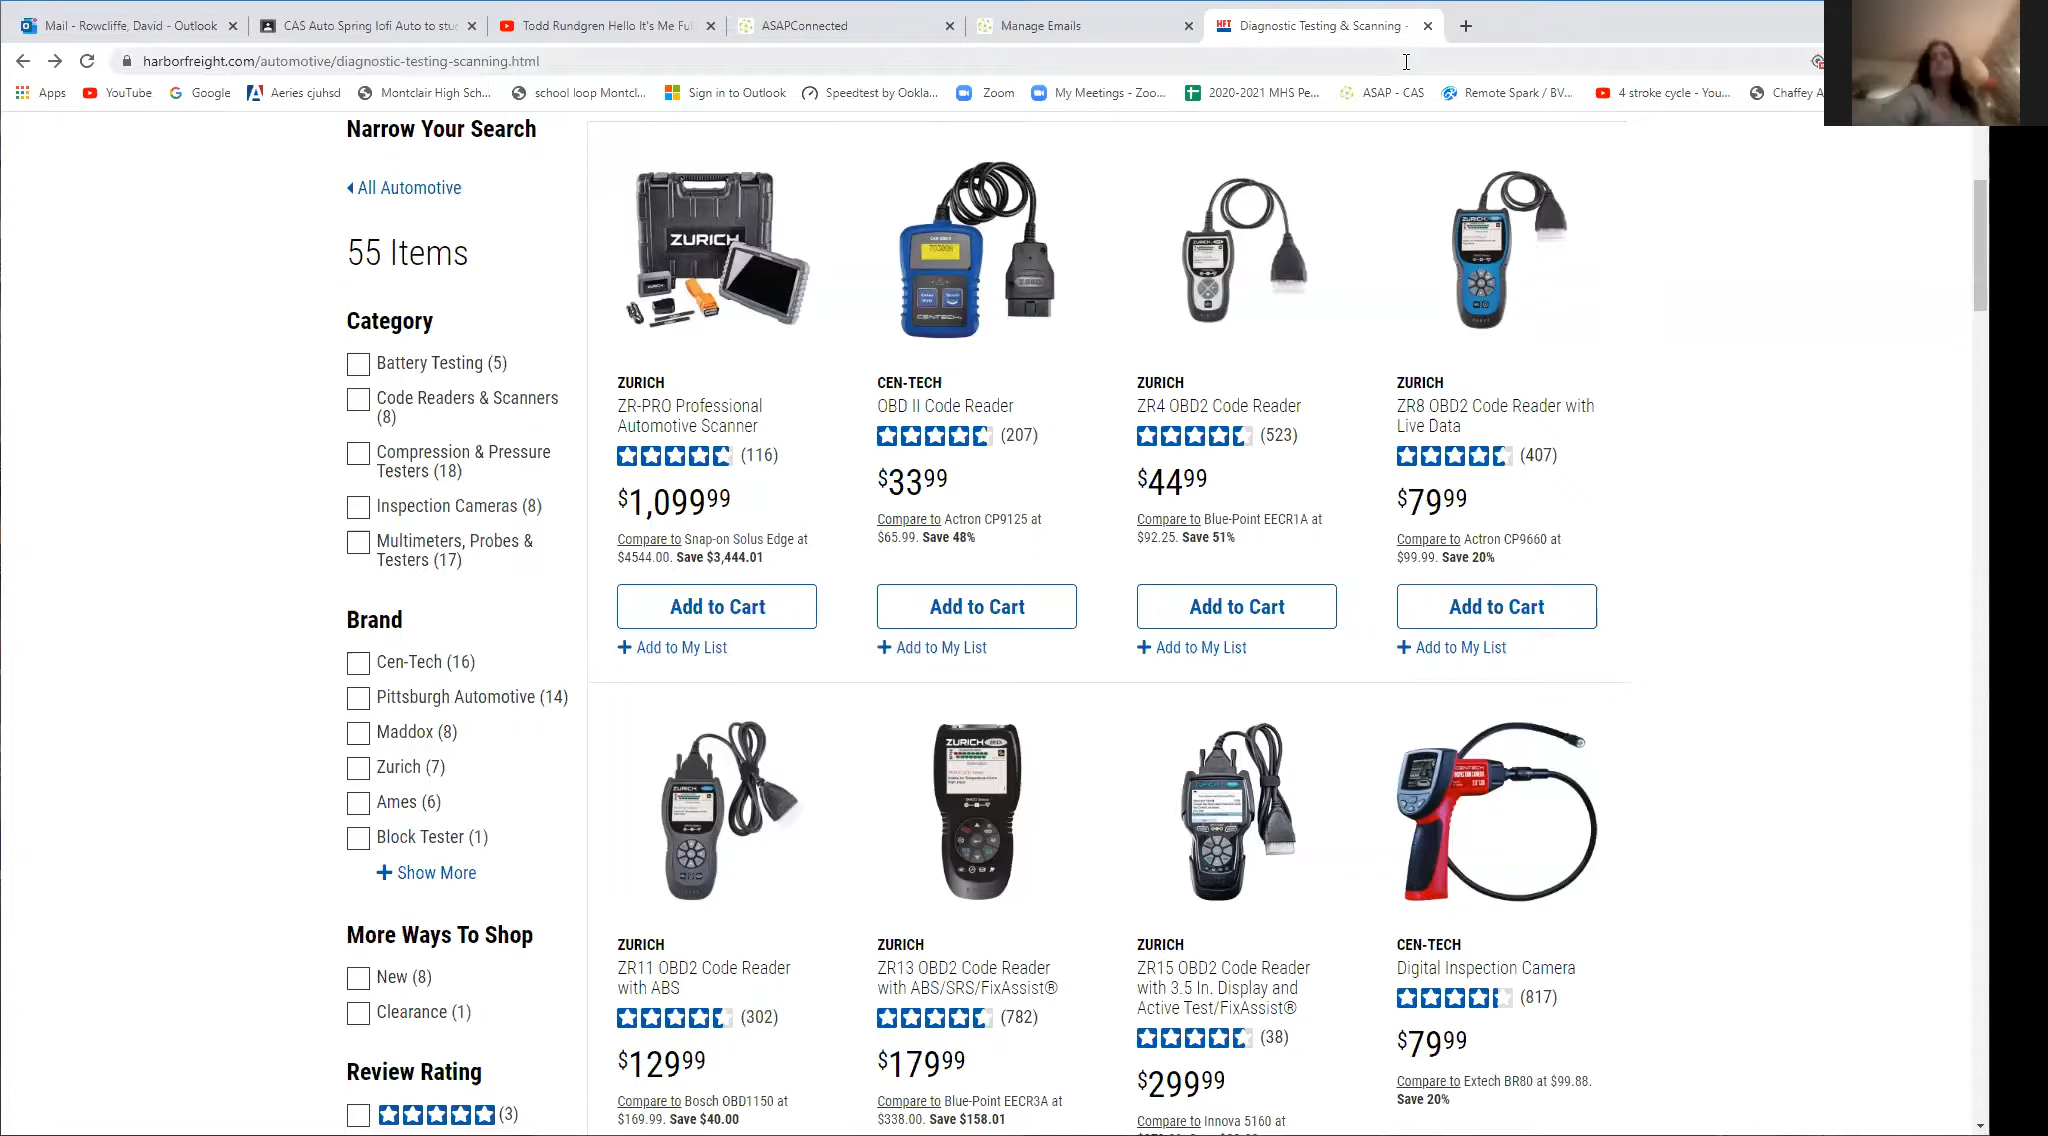 Mail - Rowcliffe, David - Outlook
CAS Auto Spring Iofi Auto to stu
Todd Rundgren Hello It's Me Ful
ASAPConnected
Manage Emails
HFT
Diagnostic Testing & Scanning -
harborfreight.com/automotive/diagnostic-testing-scanning.html
Apps
YouTube
Google
Aeries cjuhsd
Montclair High Sch...
school loop Montcl...
Sign in to Outlook
Speedtest by Ookla...
Zoom
My Meetings - Zoo...
2020-2021 MHS Pe...
ASAP - CAS
Remote Spark / BV...
4 stroke cycle - You...
Chaffey A
Narrow Your Search
All Automotive
55 Items
Category
Battery Testing (5)
Code Readers & Scanners
(8)
Compression & Pressure
Testers (18)
Inspection Cameras (8)
Multimeters, Probes &
Testers (17)
Brand
Cen-Tech (16)
Pittsburgh Automotive (14)
Maddox (8)
Zurich (7)
Ames (6)
Block Tester (1)
Show More
More Ways To Shop
New (8)
Clearance (1)
Review Rating
(3)
ZURICH
ZURICH
ZR-PRO Professional
Automotive Scanner
(116)
$1,099.99
Compare to Snap-on Solus Edge at
$4544.00. Save $3,444.01
Add to Cart
Add to My List
CEN-TECH
CEN-TECH
OBD II Code Reader
(207)
$33.99
Compare to Actron CP9125 at
$65.99. Save 48%
Add to Cart
Add to My List
ZURICH
ZURICH
ZR4 OBD2 Code Reader
(523)
$44.99
Compare to Blue-Point EECR1A at
$92.25. Save 51%
Add to Cart
Add to My List
ZURICH
ZURICH
ZR8 OBD2 Code Reader with
Live Data
(407)
$79.99
Compare to Actron CP9660 at
$99.99. Save 20%
Add to Cart
Add to My List
ZURICH
ZURICH
ZR11 OBD2 Code Reader
with ABS
(302)
$129.99
Compare to Bosch OBD1150 at
$169.99. Save $40.00
ZURICH ZR13
ZURICH
ZR13 OBD2 Code Reader
with ABS/SRS/FixAssist®
(782)
$179.99
Compare to Blue-Point EECR3A at
$338.00. Save $158.01
ZURICH
ZURICH
ZR15 OBD2 Code Reader
with 3.5 In. Display and
Active Test/FixAssist®
(38)
$299.99
Compare to Innova 5160 at
CENTECH
INSPECTION CAMERA
CEN-TECH
Digital Inspection Camera
(817)
$79.99
Compare to Extech BR80 at $99.88.
Save 20%